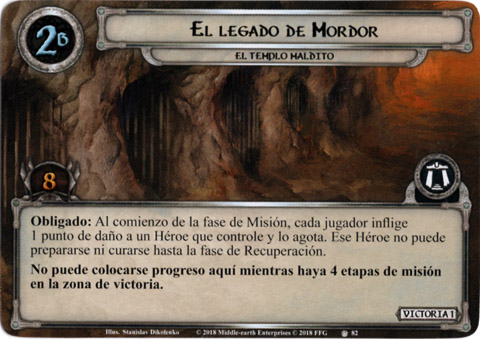 2B
El legado de Mordor
El Templo Maldito
8
Obligado: Al comienzo de la fase de Misión, cada jugador inflige
1 punto de daño a un Héroe que controle y lo agota. Ese Héroe no puede
prepararse ni curarse hasta la fase de Recuperación.
No puede colocarse progreso aquí mientras haya 4 etapas de misión
en la zona de victoria.
Victoria 1
Illus. Stanislav Dikolenko © 2018 Middle-earth Enterprises © 2018 FFG 82